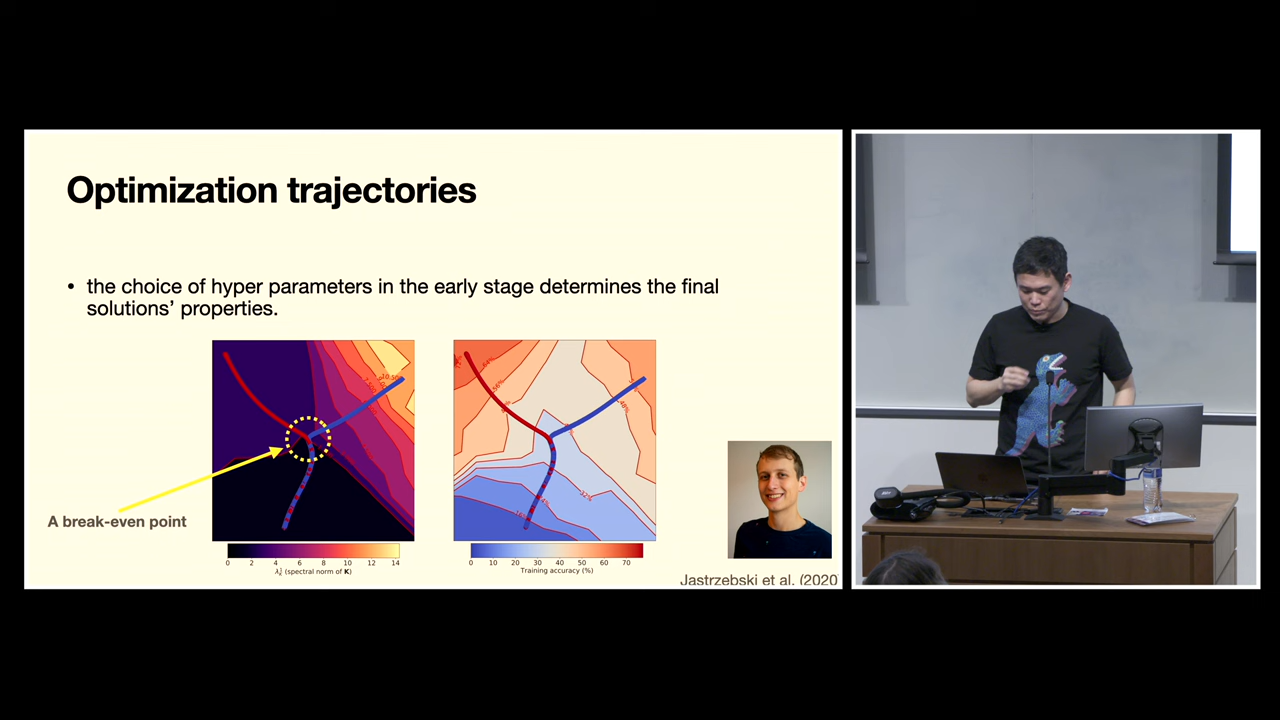 Optimization trajectories
• the choice of hyper parameters in the early stage determines the final
solutions’ properties.
A break-even point
0 2 4 6 8 10 12 14
(spectral norm of K)
0 10 20 30 40 50 60 70
Training accuracy (%)
Jastrzebski et al. (2020